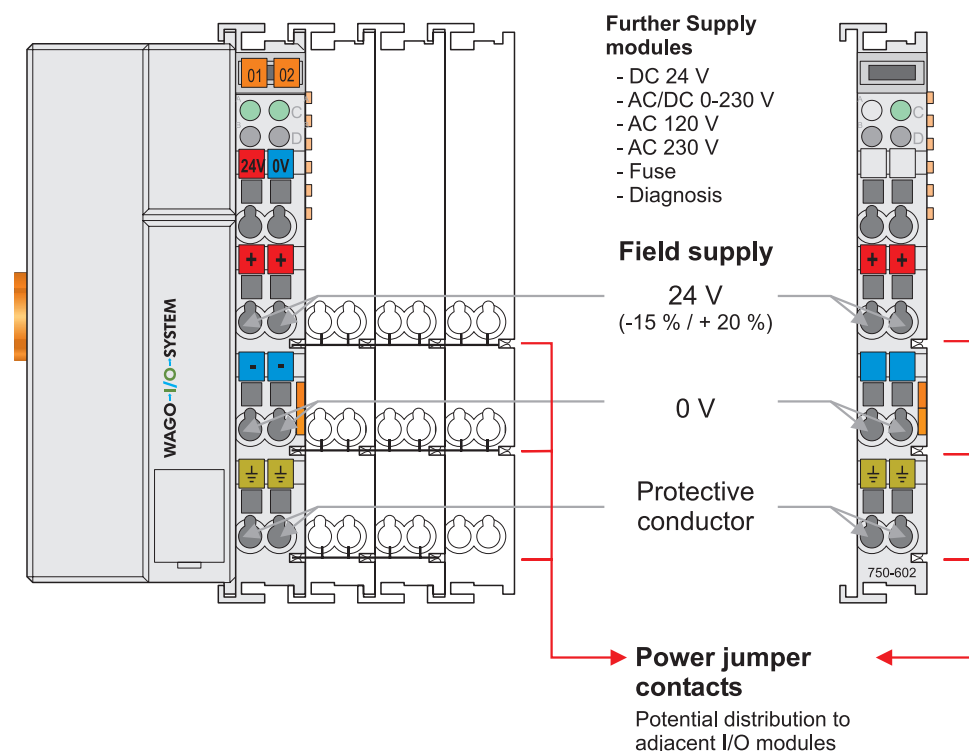 Further Supply
modules
- DC 24 V
- AC/DC 0-230 V
- AC 120 V
- AC 230 V
- Fuse
- Diagnosis
01 02
A
C
B
D
24V 0V
+ +
- -
WAGO-I/O-SYSTEM
Field supply
24 V
(-15 % / + 20 %)
0 V
Protective
conductor
A
C
B
D
+ +
750-602
Power jumper
contacts
Potential distribution to
adjacent I/O modules